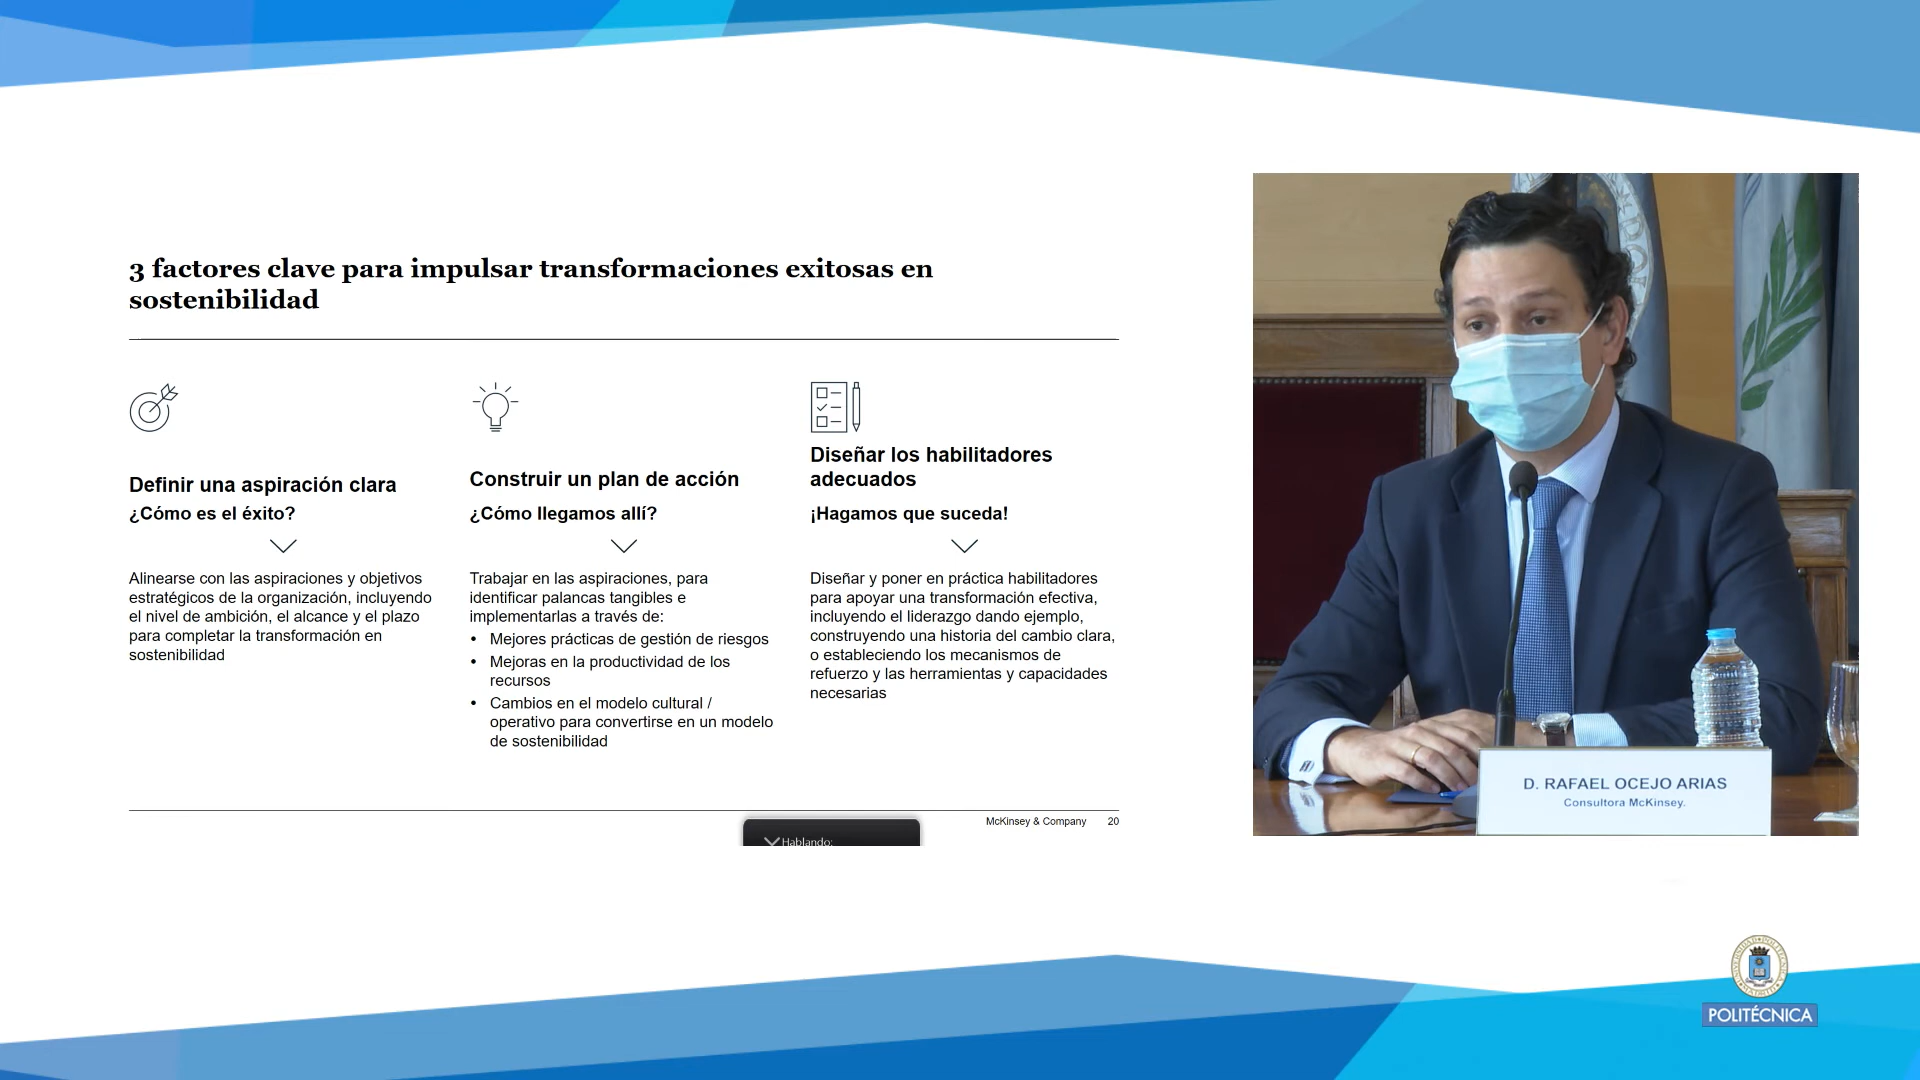 3 factores clave para impulsar transformaciones exitosas en
sostenibilidad
Definir una aspiración clara
¿Cómo es el éxito?
Alinearse con las aspiraciones y objetivos
estratégicos de la organización, incluyendo
el nivel de ambición, el alcance y el plazo
para completar la transformación en
sostenibilidad
Construir un plan de acción
¿Cómo llegamos allí?
Trabajar en las aspiraciones, para
identificar palancas tangibles e
implementarlas a través de:
• Mejores prácticas de gestión de riesgos
• Mejoras en la productividad de los
recursos
• Cambios en el modelo cultural /
operativo para convertirse en un modelo
de sostenibilidad
Diseñar los habilitadores
adecuados
¡Hagamos que suceda!
Diseñar y poner en práctica habilitadores
para apoyar una transformación efectiva,
incluyendo el liderazgo dando ejemplo,
construyendo una historia del cambio clara,
o estableciendo los mecanismos de
refuerzo y las herramientas y capacidades
necesarias
McKinsey & Company 20
Hablando:
D. RAFAEL OCEJO ARIAS
Consultora McKinsey.
POLITÉCNICA